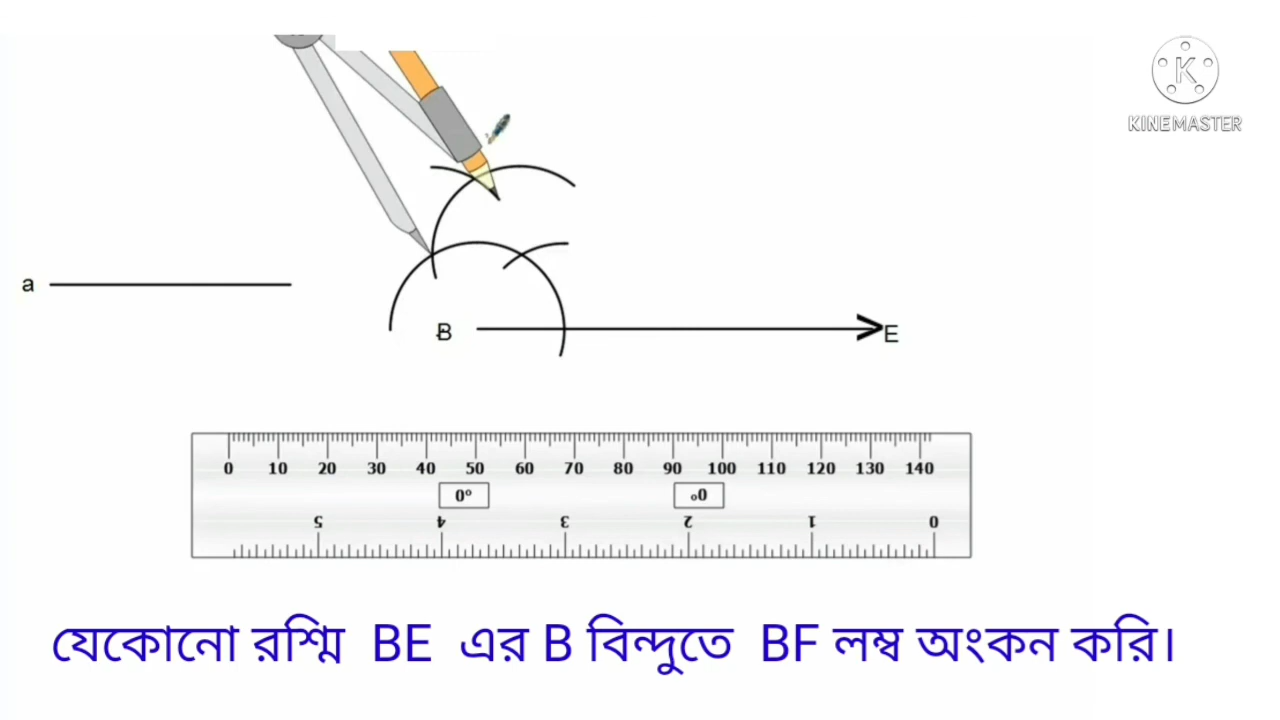 KINEMASTER
a
B
E
0 10 20 30 40 50 60 70 80 90 100 110 120 130 140
0° 0°
5 4 3 2 1 0
যেকোনো রশ্মি BE এর B বিন্দুতে BF লম্ব অংকন করি।